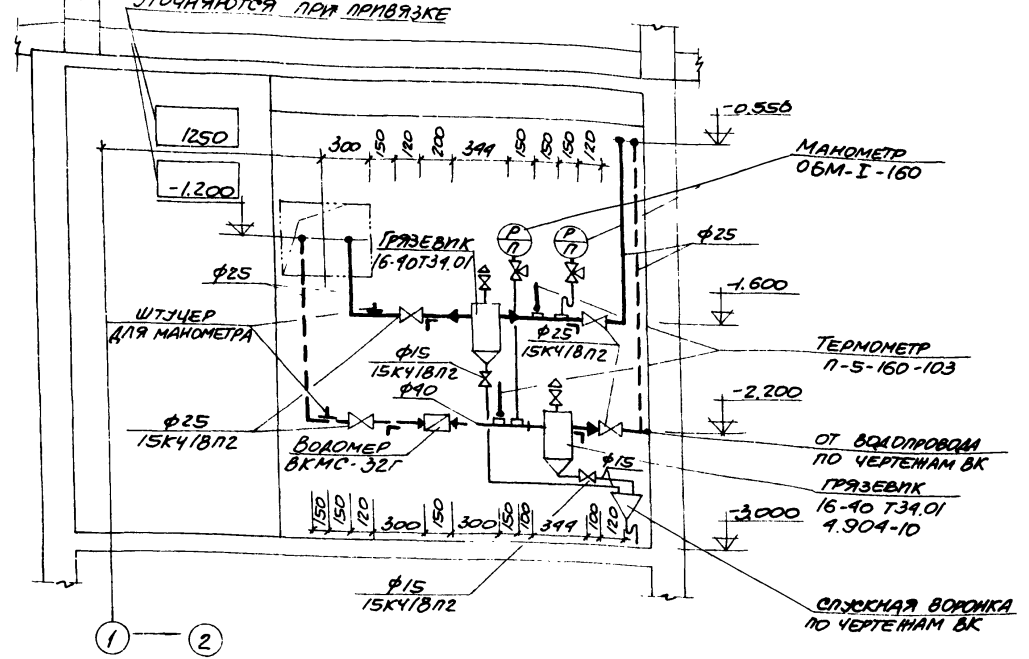 УТОЧНЯЮТСЯ ПРИ ПРИВЯЗКЕ
1250
-1.200
300 150 120 200 344 150 150 150 120
-0.550
МАНОМЕТР
ОБМ-I-160
Р
П
Р
П
ГРЯЗЕВИК
16-40Т34.01
ф25
ф25
-1.600
ШТУЦЕР
ДЛЯ МАНОМЕТРА
ф25
15КЧ18П2
ф15
15КЧ18П2
ТЕРМОМЕТР
П-5-160-103
ф40
-2.200
ф25
15КЧ18П2
ВОДОМЕР
ВКМС-32Г
ОТ ВОДОПРОВОДА
ПО ЧЕРТЕЖАМ ВК
ф15
ГРЯЗЕВИК
16-40 Т34.01
4.904-10
150 150 120 300 150 300 150 100 344 100 120
-3.000
ф15
15КЧ18П2
СПУСКНАЯ ВОРОНКА
ПО ЧЕРТЕЖАМ ВК
1 2